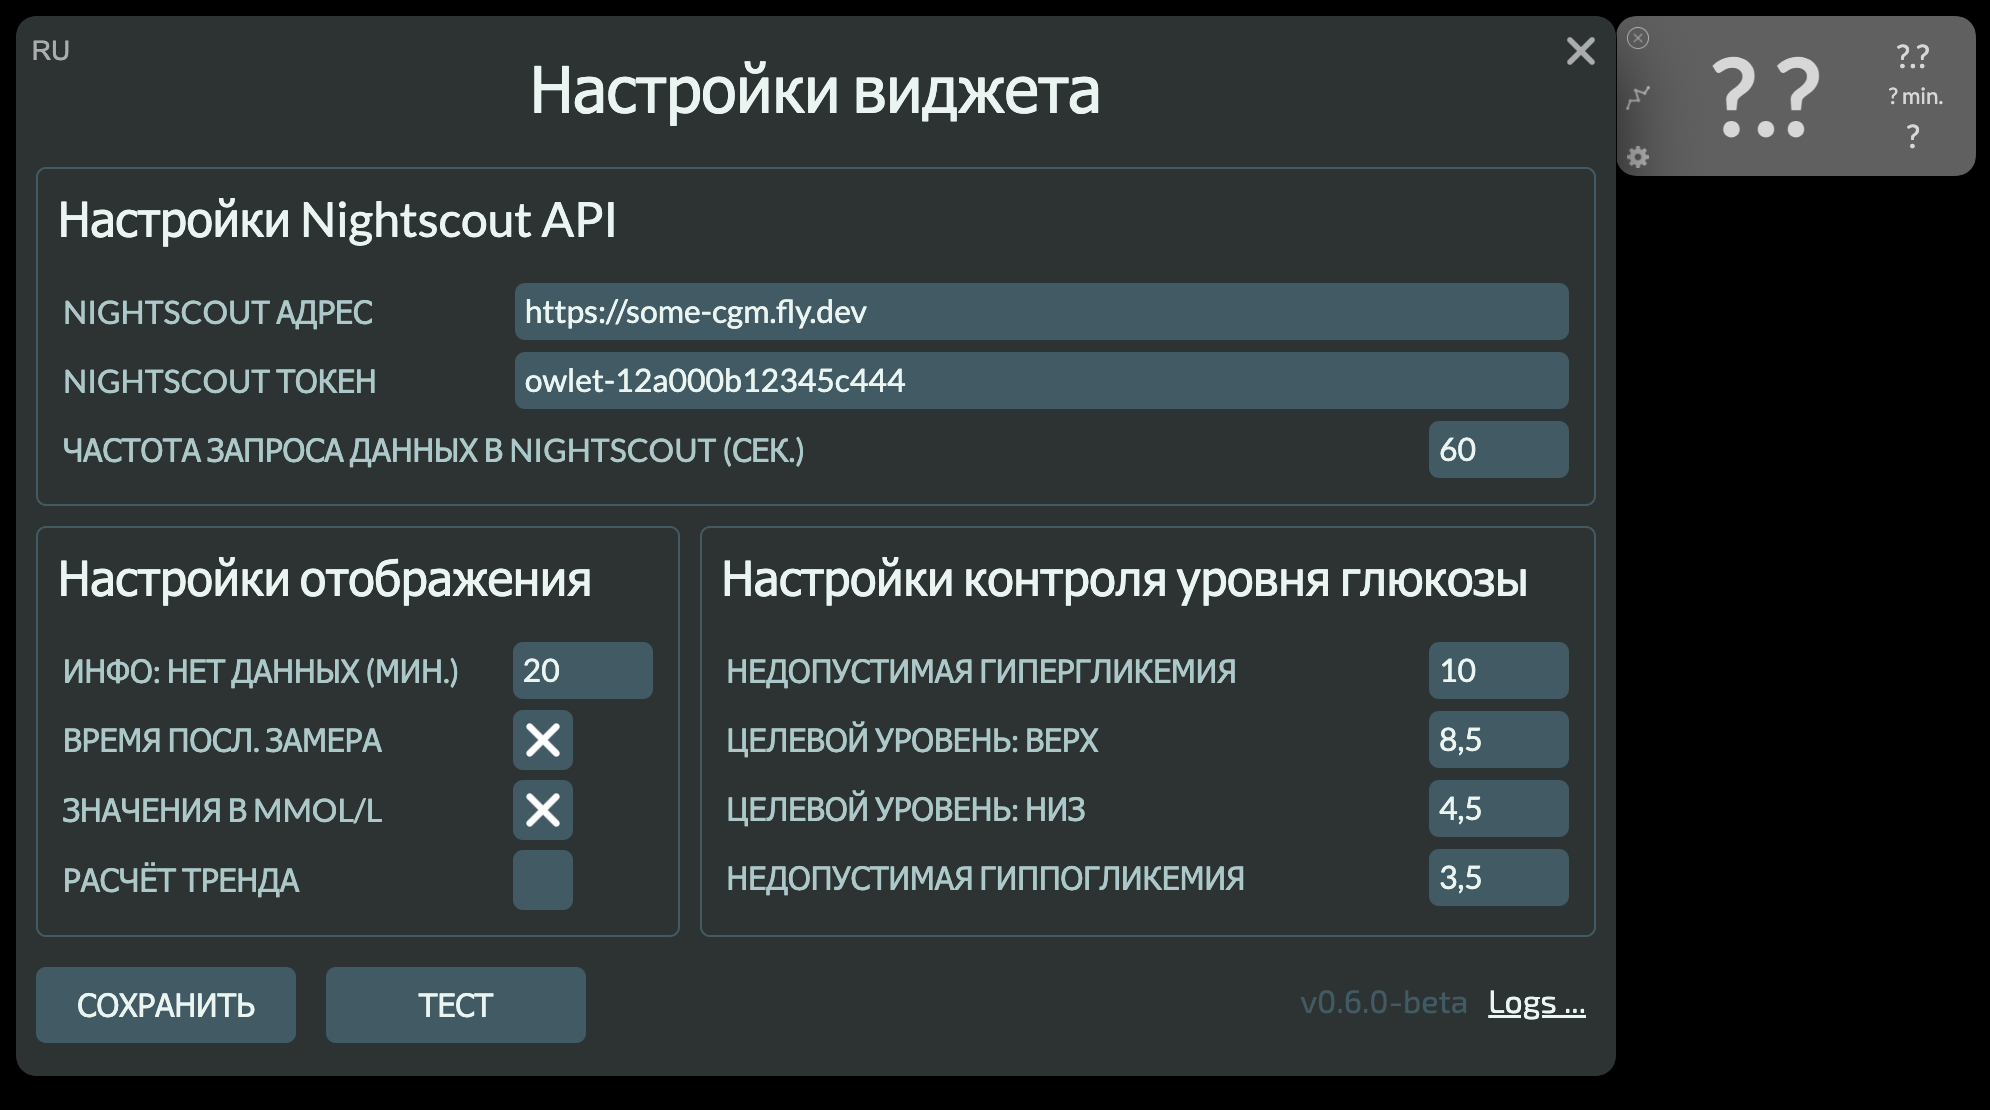 RU
Настройки виджета
Настройки Nightscout API
NIGHTSCOUT АДРЕС
https://some-cgm.fly.dev
NIGHTSCOUT ТОКЕН
owlet-12a000b12345c444
ЧАСТОТА ЗАПРОСА ДАННЫХ В NIGHTSCOUT (СЕК.)
60
Настройки отображения
ИНФО: НЕТ ДАННЫХ (МИН.)
20
ВРЕМЯ ПОСЛ. ЗАМЕРА
ЗНАЧЕНИЯ В MMOL/L
РАСЧЁТ ТРЕНДА
Настройки контроля уровня глюкозы
НЕДОПУСТИМАЯ ГИПЕРГЛИКЕМИЯ
10
ЦЕЛЕВОЙ УРОВЕНЬ: ВЕРХ
8,5
ЦЕЛЕВОЙ УРОВЕНЬ: НИЗ
4,5
НЕДОПУСТИМАЯ ГИППОГЛИКЕМИЯ
3,5
СОХРАНИТЬ
ТЕСТ
v0.6.0-beta
Logs ...
?.?
?.?
? min.
?